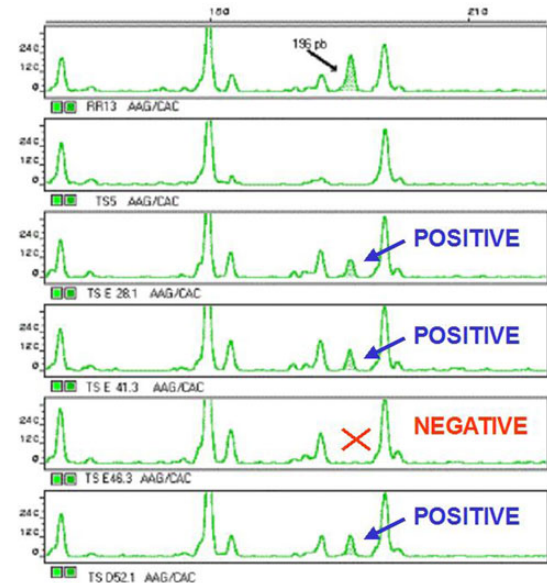 180 210
240
120
0
196 pb
RR13 AAG/CAC
240
120
0
TS5 AAG/CAC
240
120
0
POSITIVE
TS E 28.1 AAG/CAC
240
120
0
POSITIVE
TS E 41.3 AAG/CAC
240
120
0
NEGATIVE
TS E46.3 AAG/CAC
240
120
0
POSITIVE
TS D52.1 AAG/CAC